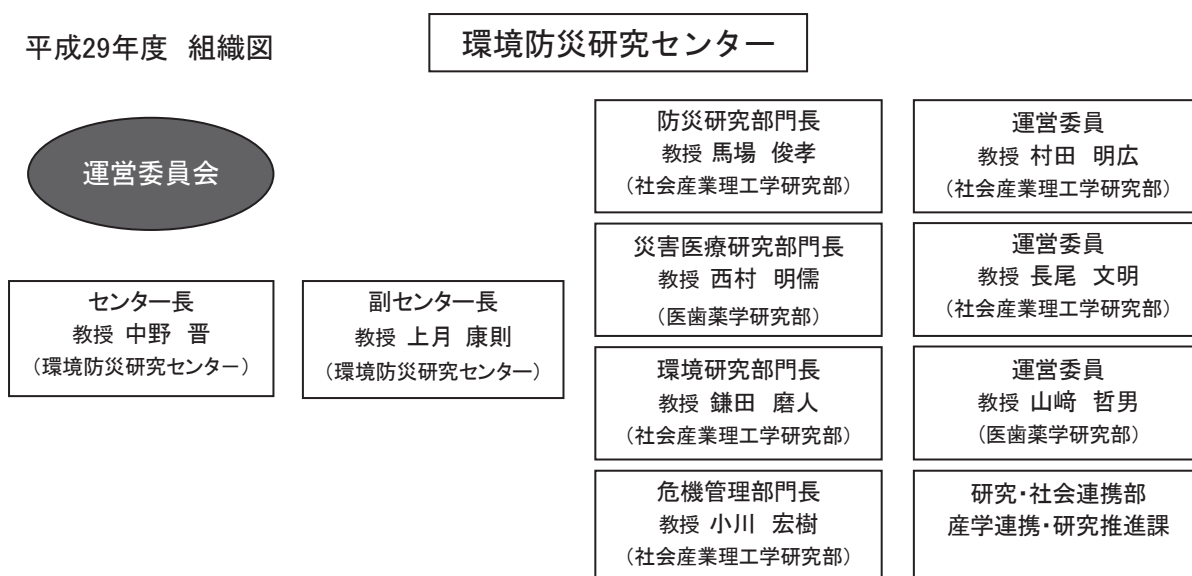 平成29年度 組織図
環境防災研究センター
運営委員会
センター長
教授 中野 晋
(環境防災研究センター)
副センター長
教授 上月 康則
(環境防災研究センター)
防災研究部門長
教授 馬場 俊孝
(社会産業理工学研究部)
災害医療研究部門長
教授 西村 明儒
(医歯薬学研究部)
環境研究部門長
教授 鎌田 磨人
(社会産業理工学研究部)
危機管理部門長
教授 小川 宏樹
(社会産業理工学研究部)
運営委員
教授 村田 明広
(社会産業理工学研究部)
運営委員
教授 長尾 文明
(社会産業理工学研究部)
運営委員
教授 山﨑 哲男
(医歯薬学研究部)
研究・社会連携部
産学連携・研究推進課